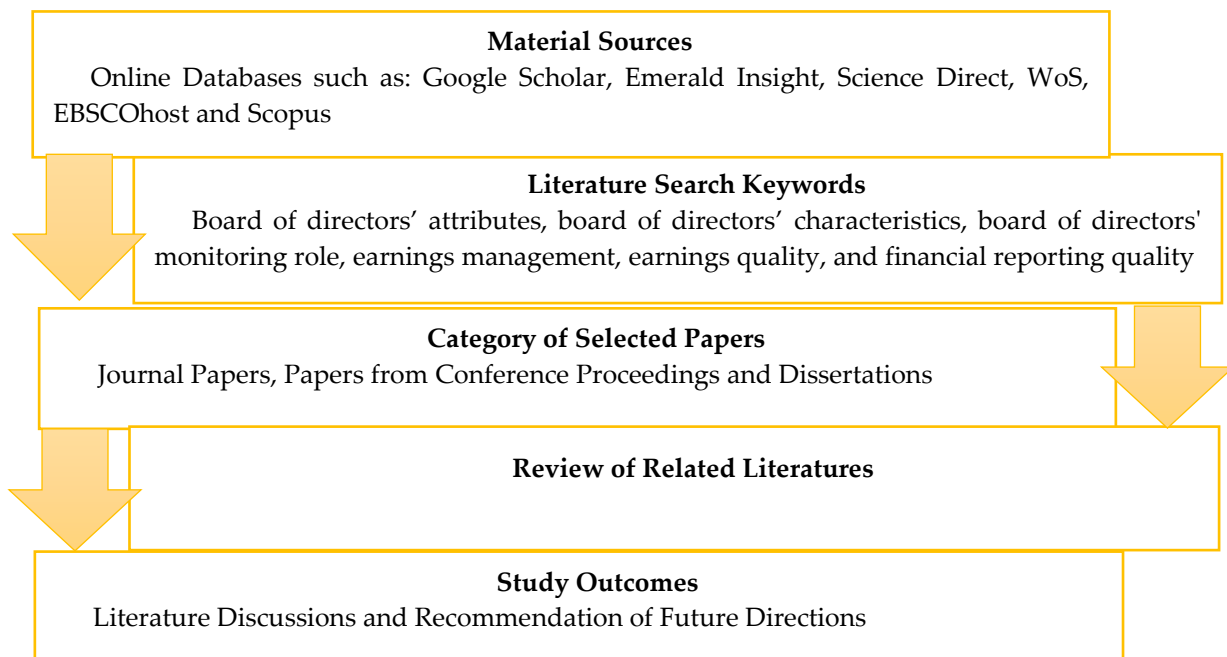 Material Sources
Online Databases such as: Google Scholar, Emerald Insight, Science Direct, WoS,
EBSCOhost and Scopus
Literature Search Keywords
Board of directors’ attributes, board of directors’ characteristics, board of directors'
monitoring role, earnings management, earnings quality, and financial reporting quality
Category of Selected Papers
Journal Papers, Papers from Conference Proceedings and Dissertations
Review of Related Literatures
Study Outcomes
Literature Discussions and Recommendation of Future Directions